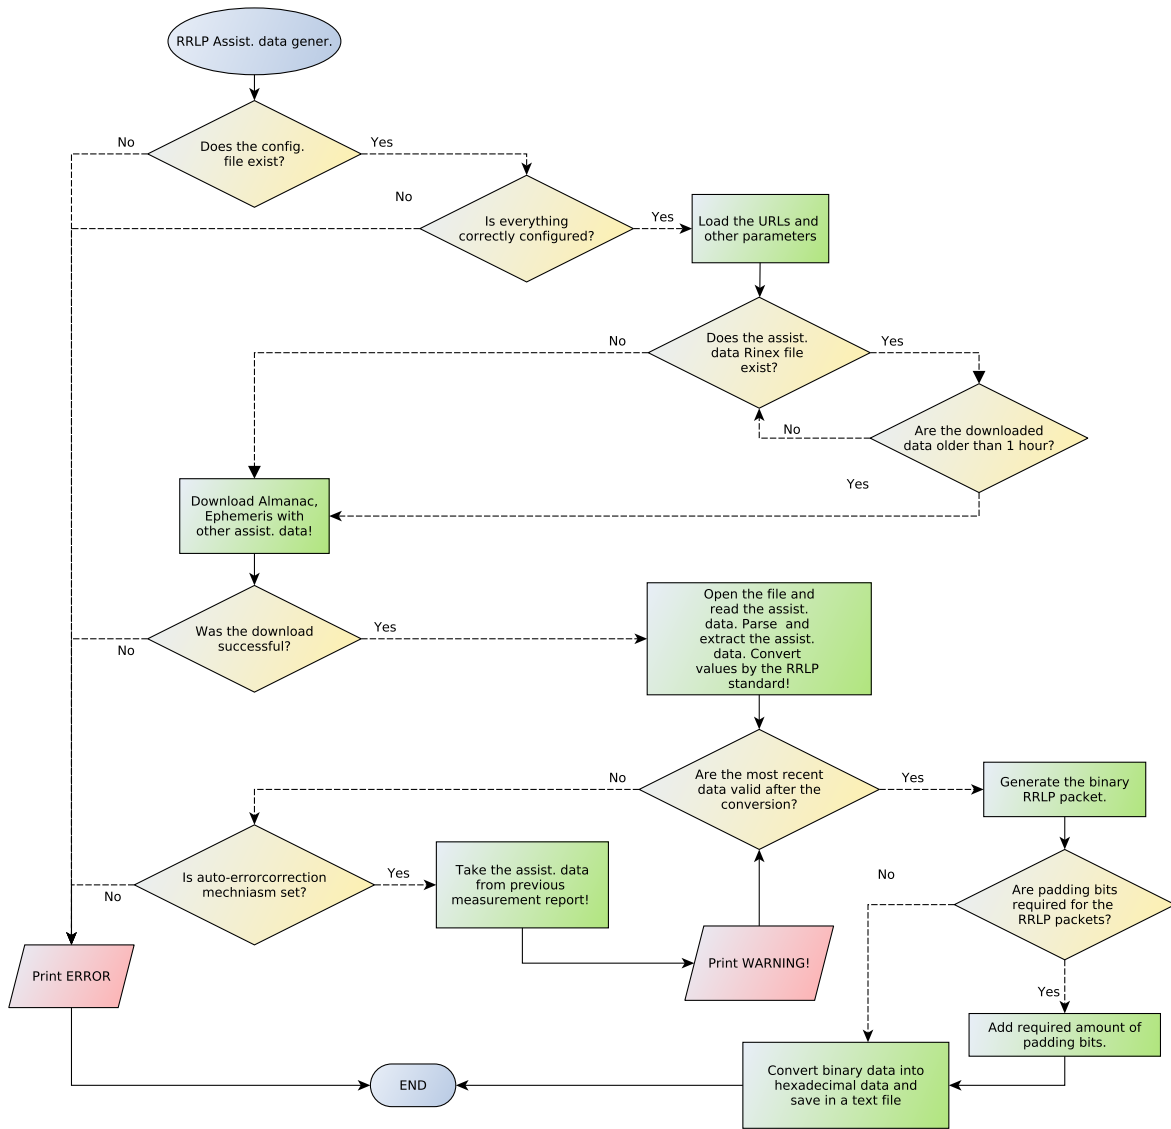 RRLP Assist. data gener.
No
Yes
Does the config.
file exist?
No
Is everything
correctly configured?
Yes
Load the URLs and
other parameters
No
Does the assist.
data Rinex file
exist?
Yes
No
Are the downloaded
data older than 1 hour?
Yes
Download Almanac,
Ephemeris with
other assist. data!
Was the download
successful?
Yes
No
Open the file and
read the assist.
data. Parse  and
extract the assist.
data. Convert
values by the RRLP
standard!
No
Are the most recent
data valid after the
conversion?
Yes
Generate the binary
RRLP packet.
Is auto-errorcorrection
mechniasm set?
Yes
No
Take the assist. data
from previous
measurement report!
No
Are padding bits
required for the
RRLP packets?
Print ERROR
Print WARNING!
Yes
Add required amount of
padding bits.
Convert binary data into
hexadecimal data and
save in a text file
END